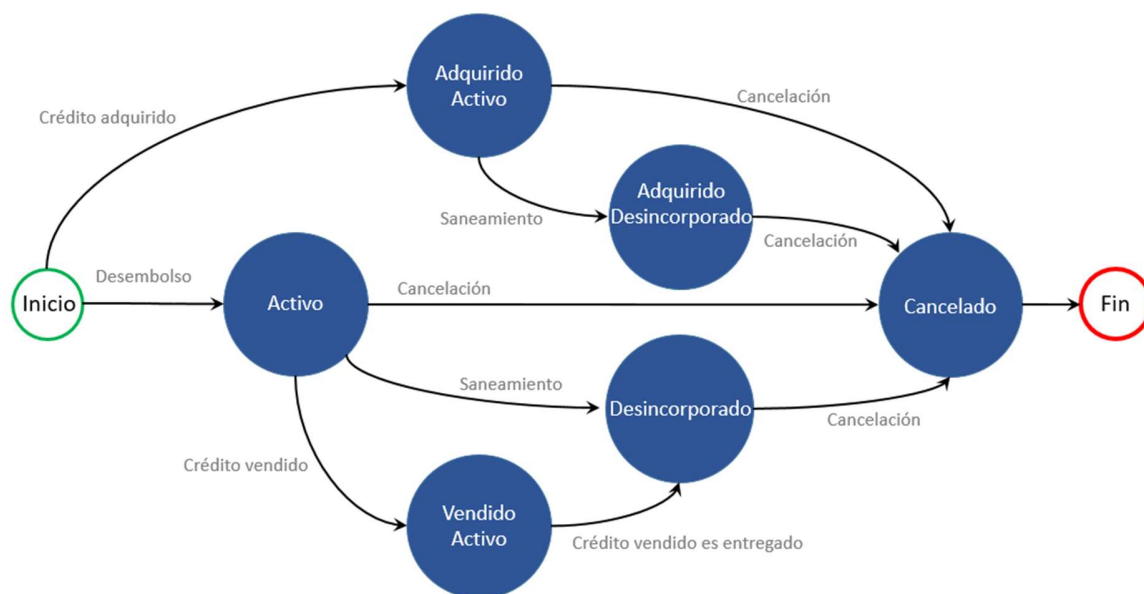 Adquirido
Activo
Cancelación
Crédito adquirido
Adquirido
Desincorporado
Saneamiento
Cancelación
Desembolso
Inicio
Activo
Cancelación
Cancelado
Fin
Saneamiento
Desincorporado
Cancelación
Crédito vendido
Vendido
Activo
Crédito vendido es entregado